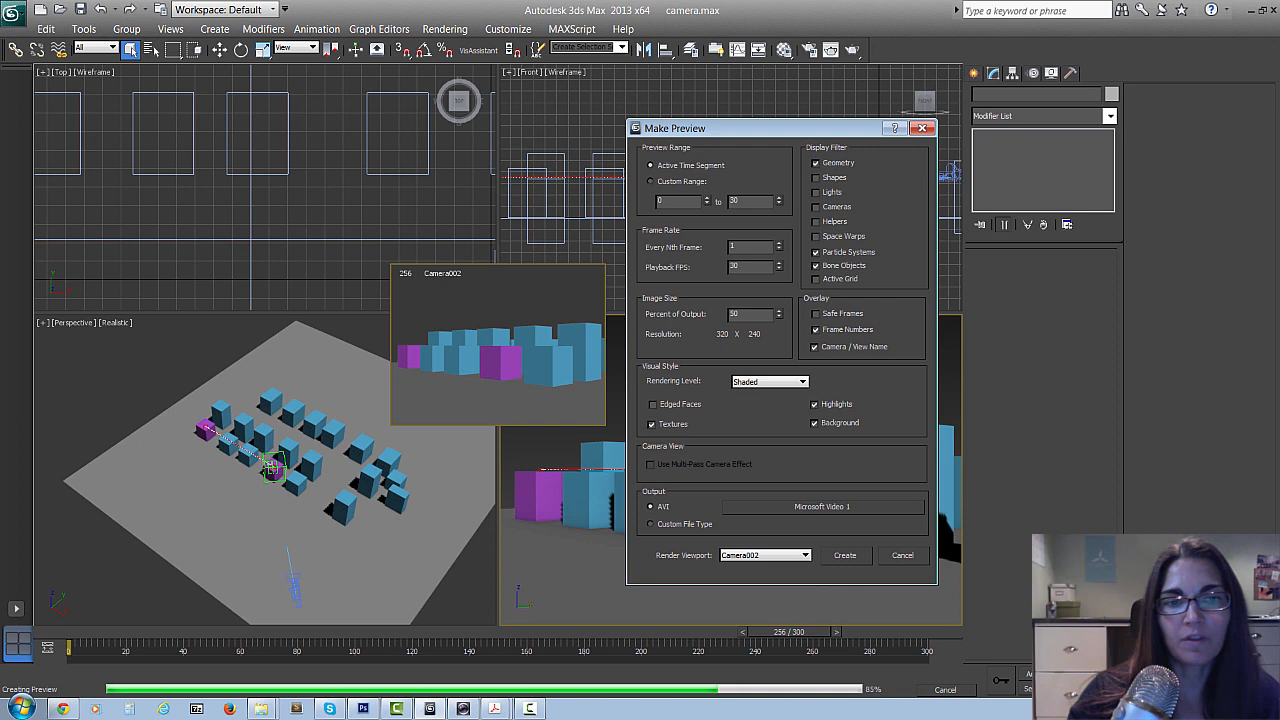 Workspace: Default
Autodesk 3ds Max 2013 x64 camera.max
Type a keyword or phrase
Edit Tools Group Views Create Modifiers Animation Graph Editors Rendering Customize MAXScript Help
All View VisAssistant Create Selection S
[+] [Top] [Wireframe]
TOP
[+] [Front] [Wireframe]
FRONT
Modifier List
Make Preview
Preview Range
Active Time Segment
Custom Range:
0 to 30
Frame Rate
Every Nth Frame: 1
Playback FPS: 30
Image Size
Percent of Output: 50
Resolution: 320 X 240
Visual Style
Rendering Level: Shaded
Edged Faces Highlights
Textures Background
Camera View
Use Multi-Pass Camera Effect
Output
AVI Microsoft Video 1
Custom File Type
Render Viewport: Camera002 Create Cancel
Display Filter
Geometry
Shapes
Lights
Cameras
Helpers
Space Warps
Particle Systems
Bone Objects
Active Grid
Overlay
Safe Frames
Frame Numbers
Camera / View Name
256 Camera002
[+] [Perspective] [Realistic]
256 / 300
20 40 60 80 100 120 140 160 180 200 220 240 260 280 300
Creating Preview 85% Cancel